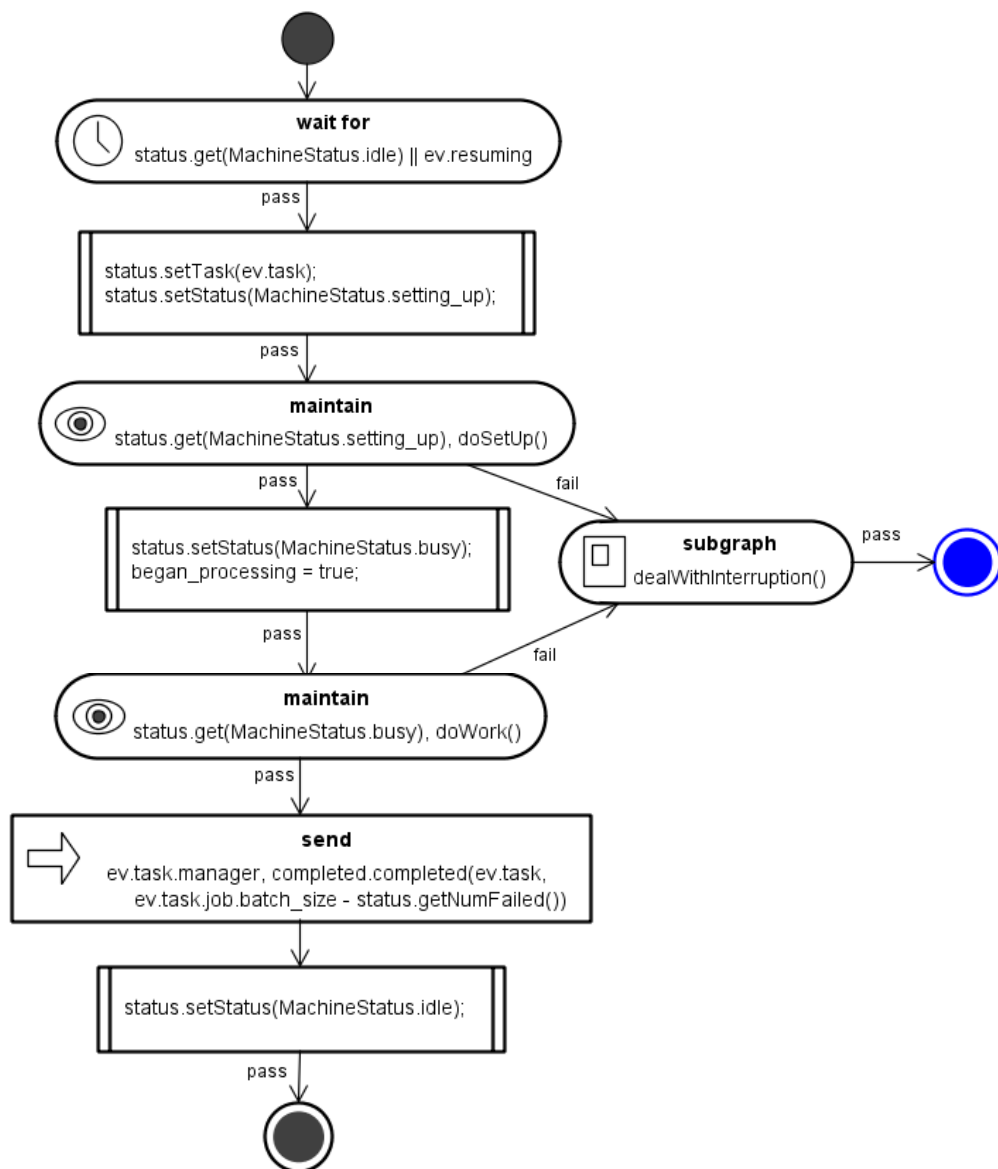 wait for
status.get(MachineStatus.idle) || ev.resuming
pass
status.setTask(ev.task);
status.setStatus(MachineStatus.setting_up);
pass
maintain
status.get(MachineStatus.setting_up), doSetUp()
pass
fail
status.setStatus(MachineStatus.busy);
began_processing = true;
subgraph
dealWithInterruption()
pass
pass
fail
maintain
status.get(MachineStatus.busy), doWork()
pass
send
ev.task.manager, completed.completed(ev.task,
ev.task.job.batch_size - status.getNumFailed())
status.setStatus(MachineStatus.idle);
pass